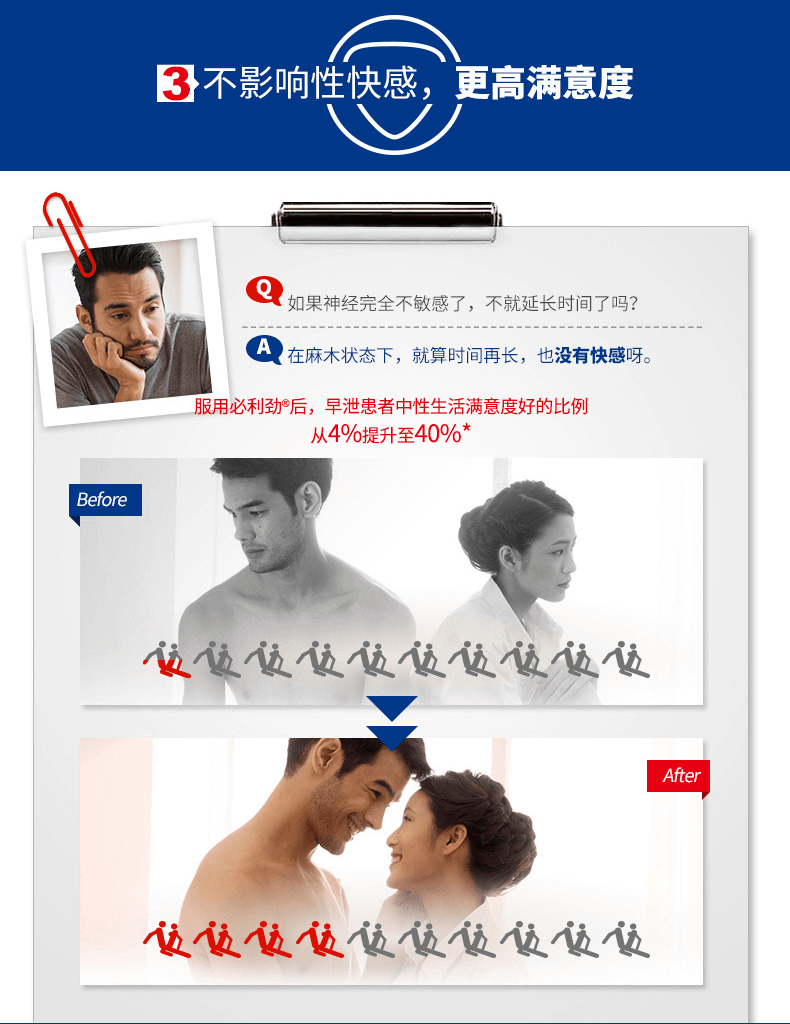 3 不影响性快感，更高满意度
Q 如果神经完全不敏感了，不就延长时间了吗？
A 在麻木状态下，就算时间再长，也没有快感呀。
服用必利劲®后，早泄患者中性生活满意度好的比例
从4%提升至40%*
Before
After